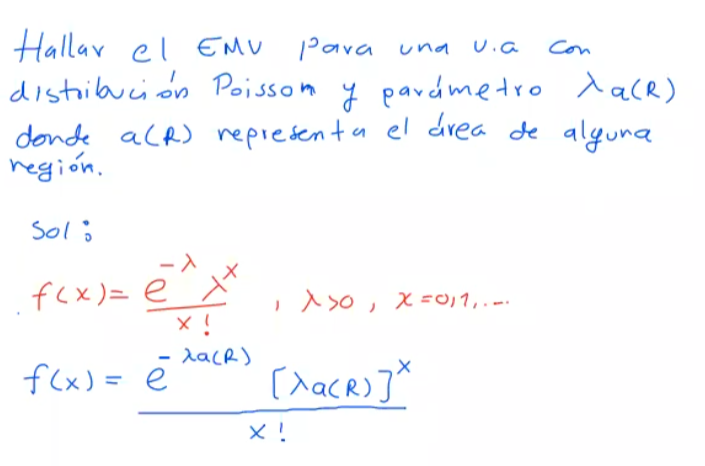 Hallar el EMV para una v.a con
distribución Poisson y parámetro λa(R)
donde a(R) representa el área de alguna
región.
Sol:
f(x)= e^{-λ} λ^x / x! , λ>0, x=0,1,...
f(x) = e^{-λa(R)} [λa(R)]^x / x!